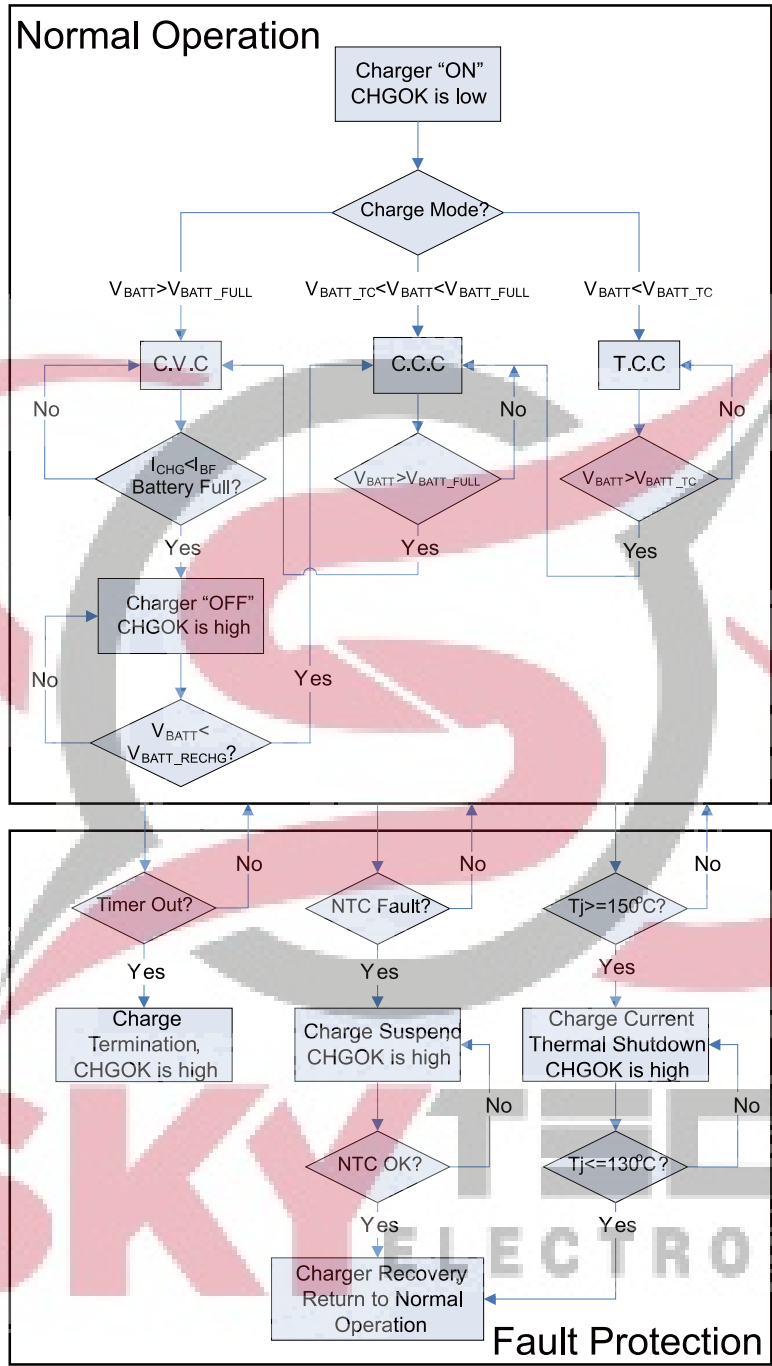 Normal Operation
Charger “ON”
CHGOK is low
Charge Mode?
VBATT>VBATT_FULL
VBATT_TC<VBATT<VBATT_FULL
VBATT<VBATT_TC
C.V.C
C.C.C
T.C.C
No
No
No
ICHG<IBF
Battery Full?
VBATT>VBATT_FULL
VBATT>VBATT_TC
Yes
Yes
Yes
Charger “OFF”
CHGOK is high
No
Yes
VBATT<
VBATT_RECHG?
No
No
No
Timer Out?
NTC Fault?
Tj>=150°C?
Yes
Yes
Yes
Charge
Termination,
CHGOK is high
Charge Suspend
CHGOK is high
Charge Current
Thermal Shutdown
CHGOK is high
No
No
NTC OK?
Tj<=130°C?
Yes
Yes
Charger Recovery
Return to Normal
Operation
Fault Protection
SKY
TEC
ELECTRO